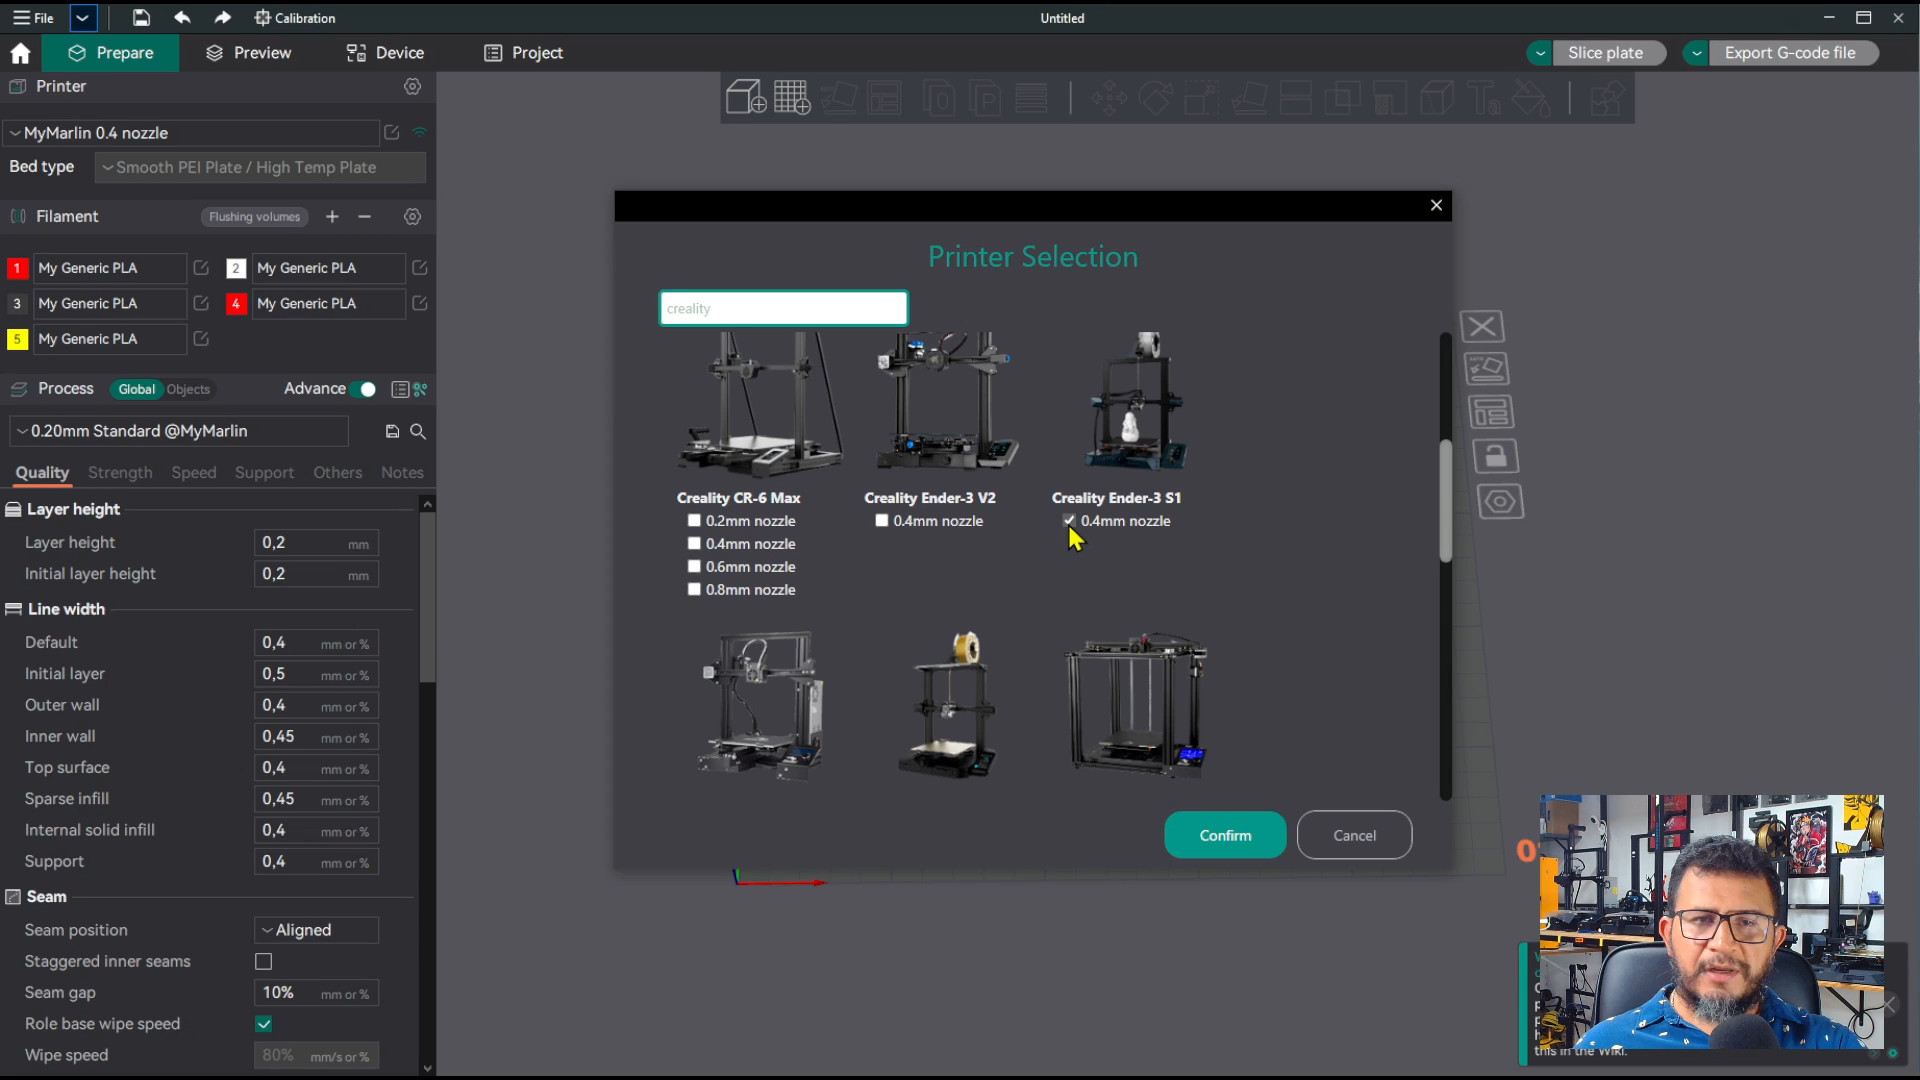 File
Calibration
Untitled
Prepare
Preview
Device
Project
Slice plate
Export G-code file
Printer
MyMarlin 0.4 nozzle
Bed type
Smooth PEI Plate / High Temp Plate
Filament
Flushing volumes
1 My Generic PLA
2 My Generic PLA
3 My Generic PLA
4 My Generic PLA
5 My Generic PLA
Process
Global
Objects
Advance
0.20mm Standard @MyMarlin
Quality
Strength
Speed
Support
Others
Notes
Layer height
Layer height 0,2 mm
Initial layer height 0,2 mm
Line width
Default 0,4 mm or %
Initial layer 0,5 mm or %
Outer wall 0,4 mm or %
Inner wall 0,45 mm or %
Top surface 0,4 mm or %
Sparse infill 0,45 mm or %
Internal solid infill 0,4 mm or %
Support 0,4 mm or %
Seam
Seam position Aligned
Staggered inner seams
Seam gap 10% mm or %
Role base wipe speed
Wipe speed 80% mm/s or %
Printer Selection
creality
Creality CR-6 Max
0.2mm nozzle
0.4mm nozzle
0.6mm nozzle
0.8mm nozzle
Creality Ender-3 V2
0.4mm nozzle
Creality Ender-3 S1
0.4mm nozzle
Confirm
Cancel
this in the Wiki.